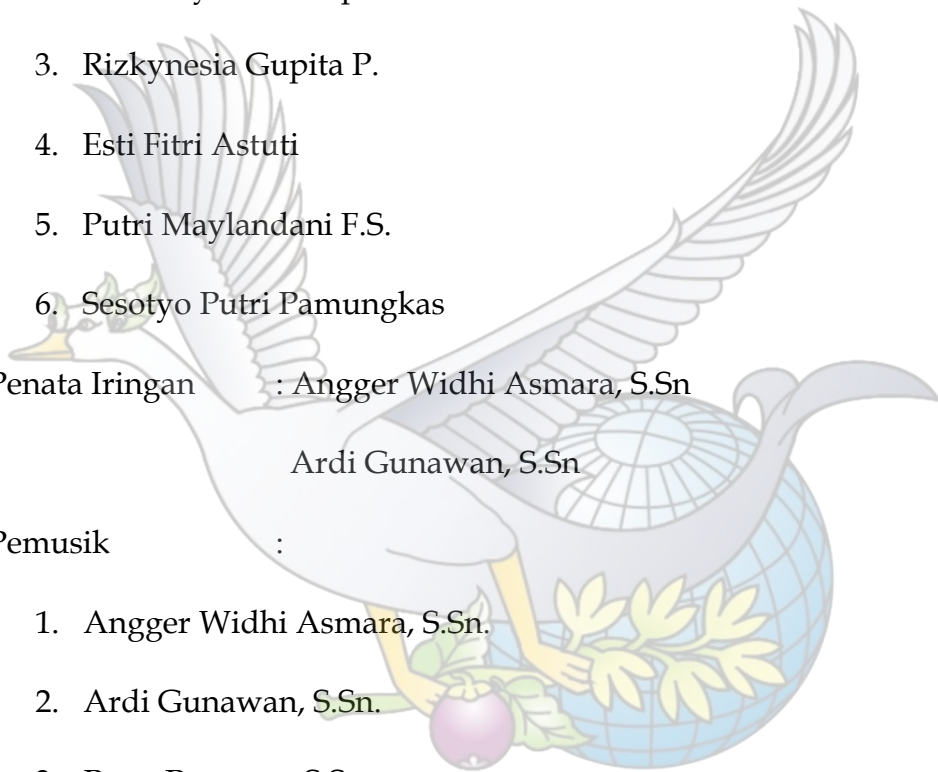 3. Rizkynesia Gupita P.
4. Esti Fitri Astuti
5. Putri Maylandani F.S.
6. Sesotyo Putri Pamungkas
Penata Iringan : Angger Widhi Asmara, S.Sn
Ardi Gunawan, S.Sn
Pemusik :
1. Angger Widhi Asmara, S.Sn.
2. Ardi Gunawan, S.Sn.